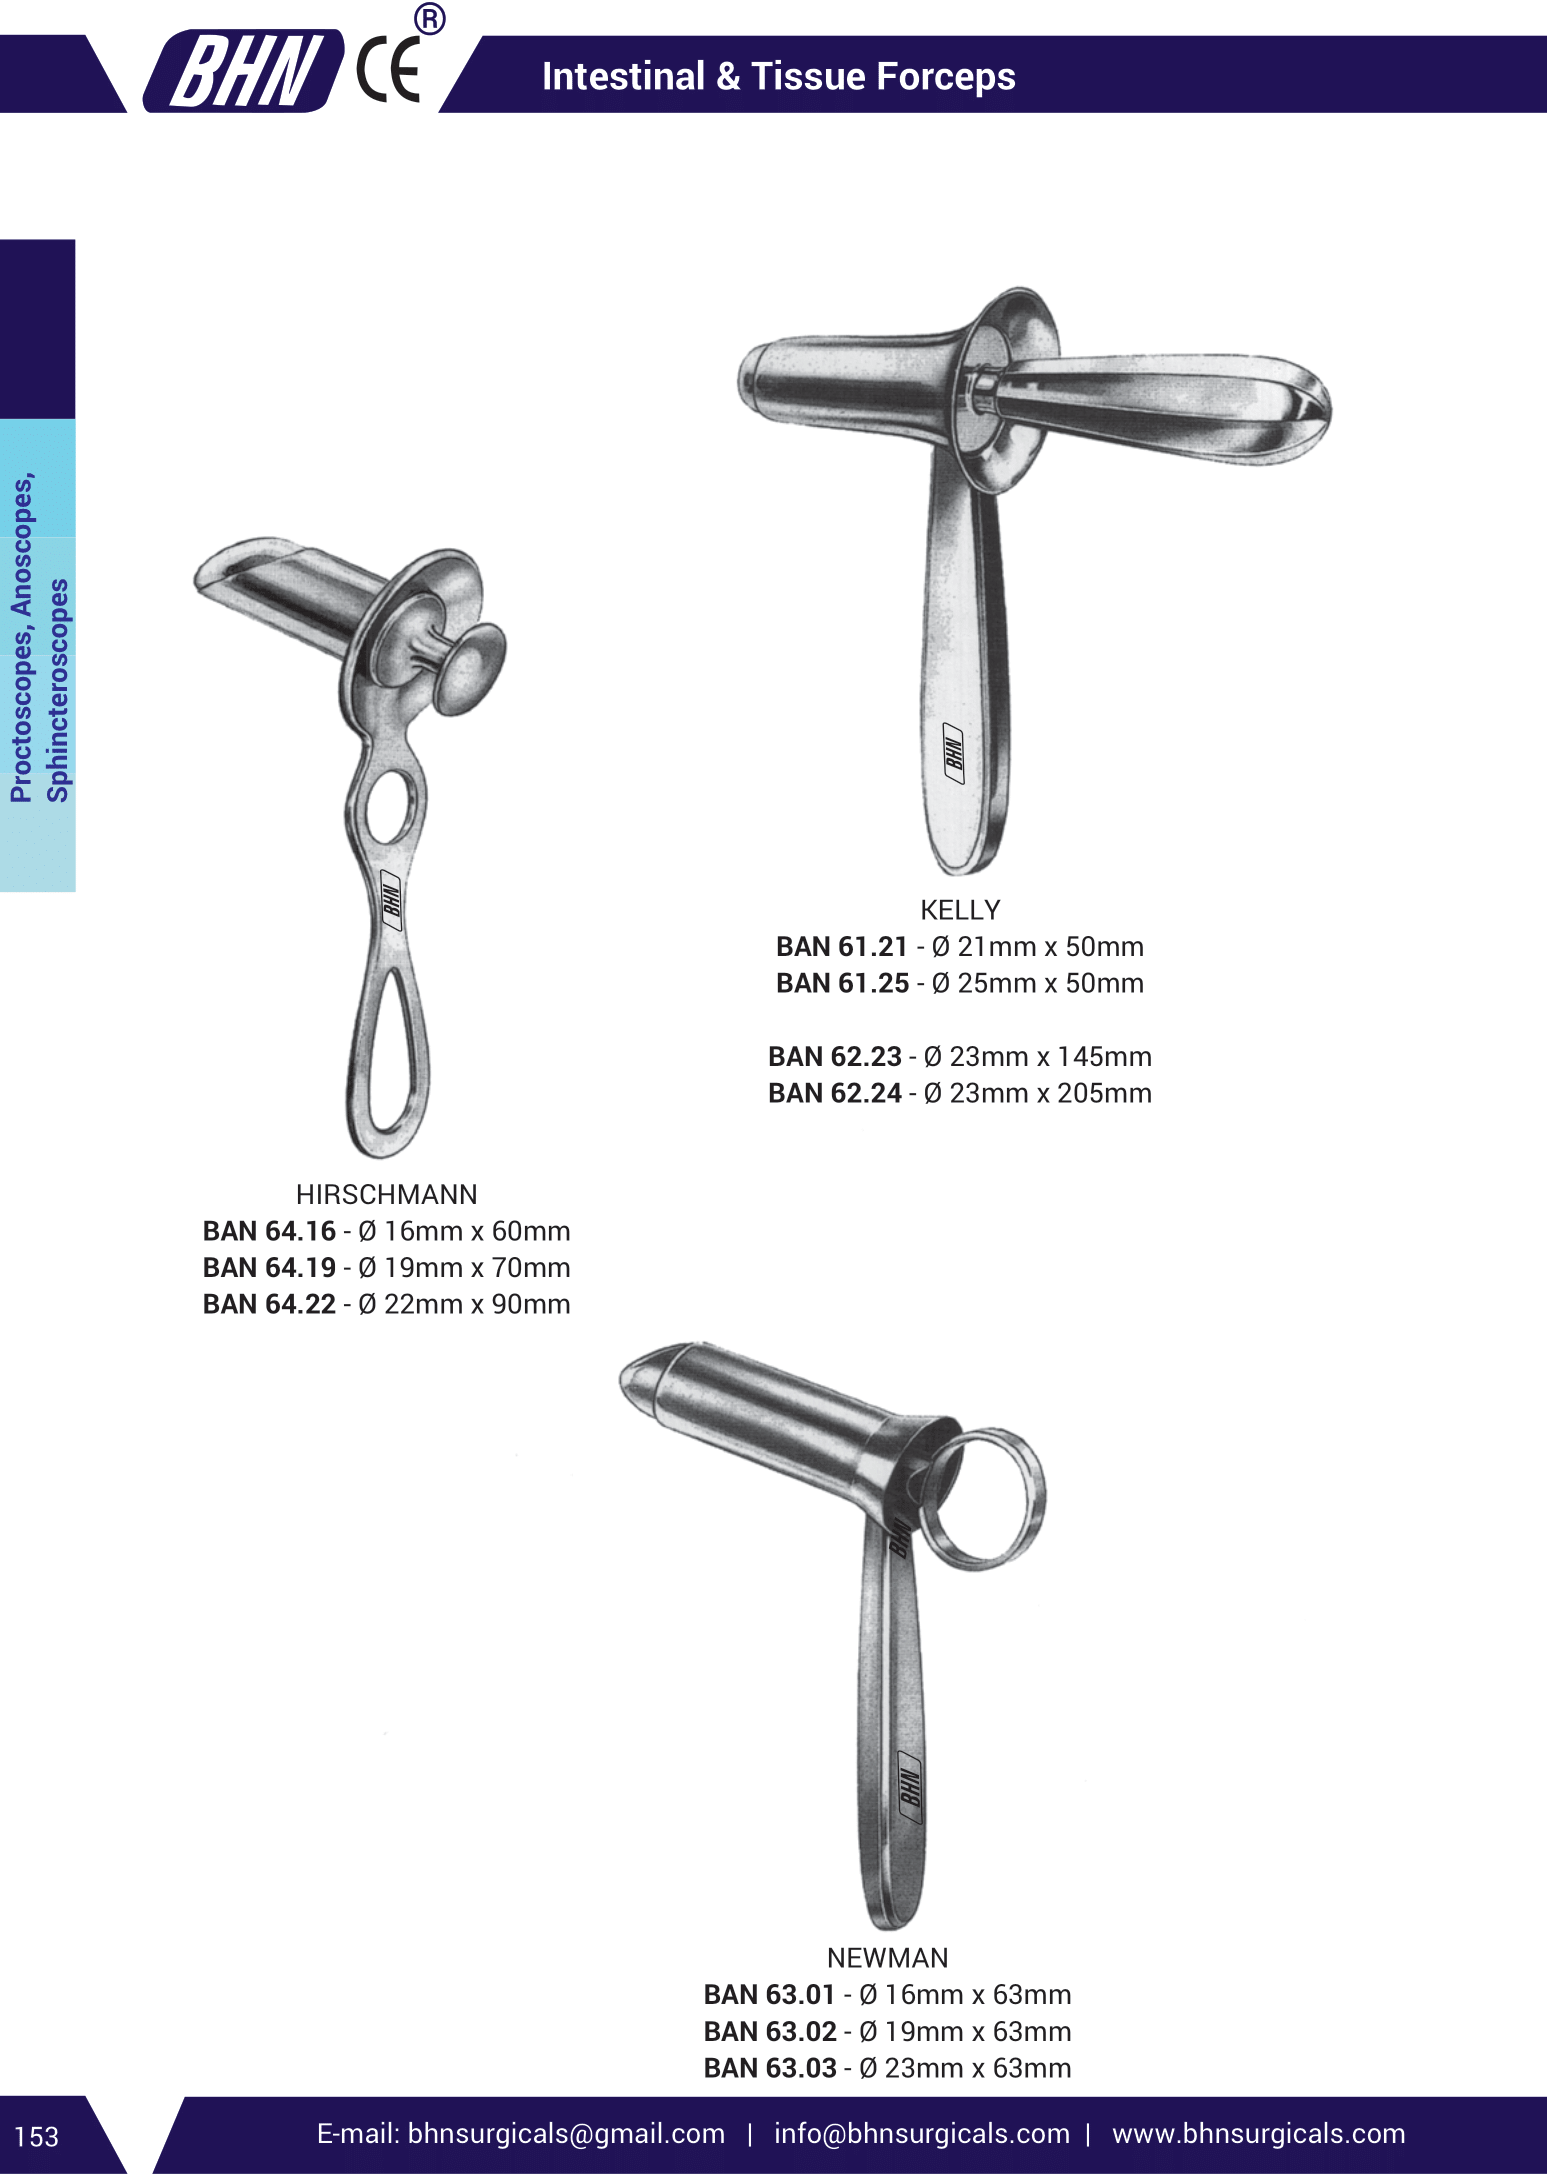 BHN CE ®
Intestinal & Tissue Forceps
Proctoscopes, Anoscopes,
Sphincteroscopes
BHN
KELLY
BAN 61.21 - Ø 21mm x 50mm
BAN 61.25 - Ø 25mm x 50mm
BAN 62.23 - Ø 23mm x 145mm
BAN 62.24 - Ø 23mm x 205mm
BHN
HIRSCHMANN
BAN 64.16 - Ø 16mm x 60mm
BAN 64.19 - Ø 19mm x 70mm
BAN 64.22 - Ø 22mm x 90mm
BHN
BHN
NEWMAN
BAN 63.01 - Ø 16mm x 63mm
BAN 63.02 - Ø 19mm x 63mm
BAN 63.03 - Ø 23mm x 63mm
153
E-mail: bhnsurgicals@gmail.com | info@bhnsurgicals.com | www.bhnsurgicals.com